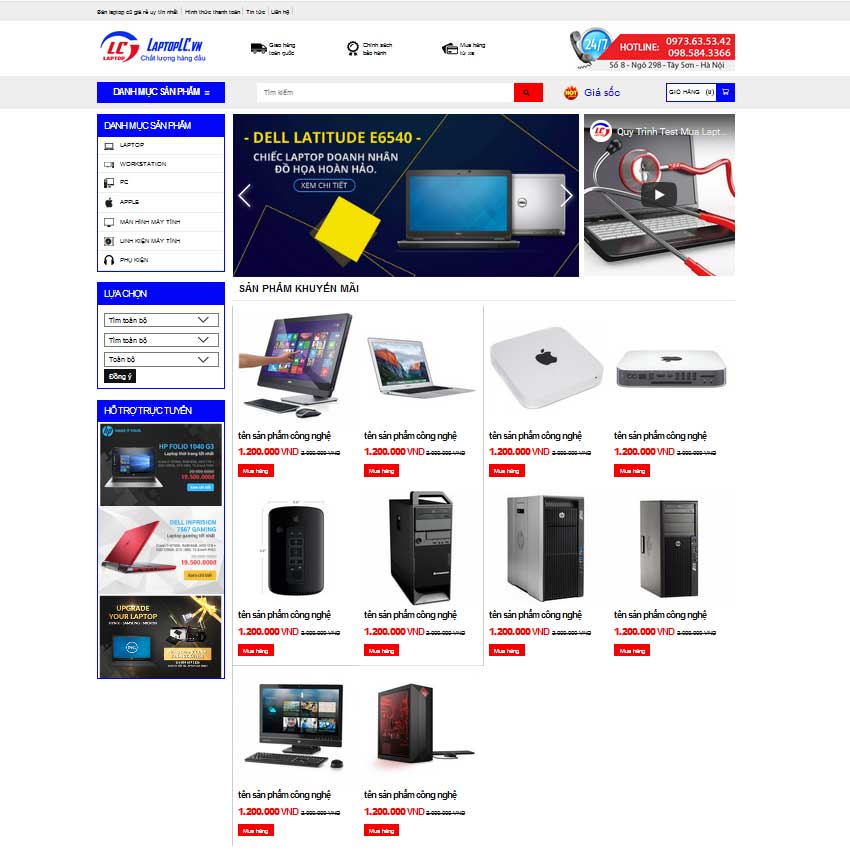 Bán laptop cũ giá rẻ uy tín nhất
Hình thức thanh toán
Tin tức
Liên hệ
LC
LAPTOP
LAPTOPLC.VN
Chất lượng hàng đầu
Giao hàng
toàn quốc
Chính sách
bảo hành
Mua hàng
từ xa
24/7
HOTLINE:
0973.63.53.42
098.584.3366
Số 8 - Ngõ 298 - Tây Sơn - Hà Nội
DANH MỤC SẢN PHẨM
Tìm kiếm
HOT
Giá sốc
GIỎ HÀNG (0)
DANH MỤC SẢN PHẨM
LAPTOP
WORKSTATION
PC
APPLE
MÀN HÌNH MÁY TÍNH
LINH KIỆN MÁY TÍNH
PHỤ KIỆN
- DELL LATITUDE E6540 -
CHIẾC LAPTOP DOANH NHÂN
ĐỒ HỌA HOÀN HẢO.
XEM CHI TIẾT
Quy Trình Test Mua Lapt...
LỰA CHỌN
Tìm toàn bộ
Tìm toàn bộ
Toàn bộ
Đồng ý
HỖ TRỢ TRỰC TUYẾN
HP FOLIO 1040 G3
Laptop thời trang tốt nhất
19.500.000đ
Xem chi tiết
DELL INPRISION
7567 GAMING
Laptop gaming tốt nhất
19.500.000đ
Xem chi tiết
UPGRADE
YOUR LAPTOP
DELL
SẢN PHẨM KHUYẾN MÃI
tên sản phẩm công nghệ
1.200.000 VND 2.000.000 VND
Mua hàng
tên sản phẩm công nghệ
1.200.000 VND 2.000.000 VND
Mua hàng
tên sản phẩm công nghệ
1.200.000 VND 2.000.000 VND
Mua hàng
tên sản phẩm công nghệ
1.200.000 VND 2.000.000 VND
Mua hàng
tên sản phẩm công nghệ
1.200.000 VND 2.000.000 VND
Mua hàng
tên sản phẩm công nghệ
1.200.000 VND 2.000.000 VND
Mua hàng
tên sản phẩm công nghệ
1.200.000 VND 2.000.000 VND
Mua hàng
tên sản phẩm công nghệ
1.200.000 VND 2.000.000 VND
Mua hàng
tên sản phẩm công nghệ
1.200.000 VND 2.000.000 VND
Mua hàng
tên sản phẩm công nghệ
1.200.000 VND 2.000.000 VND
Mua hàng